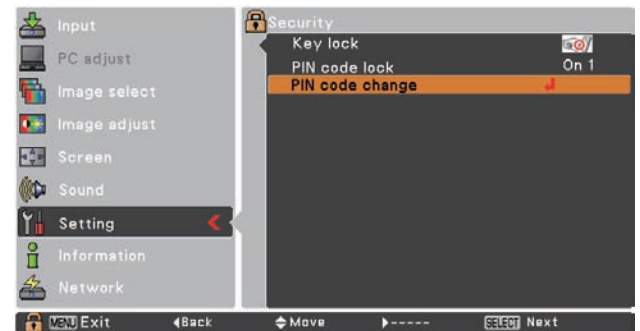 Input
PC adjust
Image select
Image adjust
Screen
Sound
Setting
Information
Network
Security
Key lock
PIN code lock On 1
PIN code change
MENU Exit Back Move ----- SELECT Next